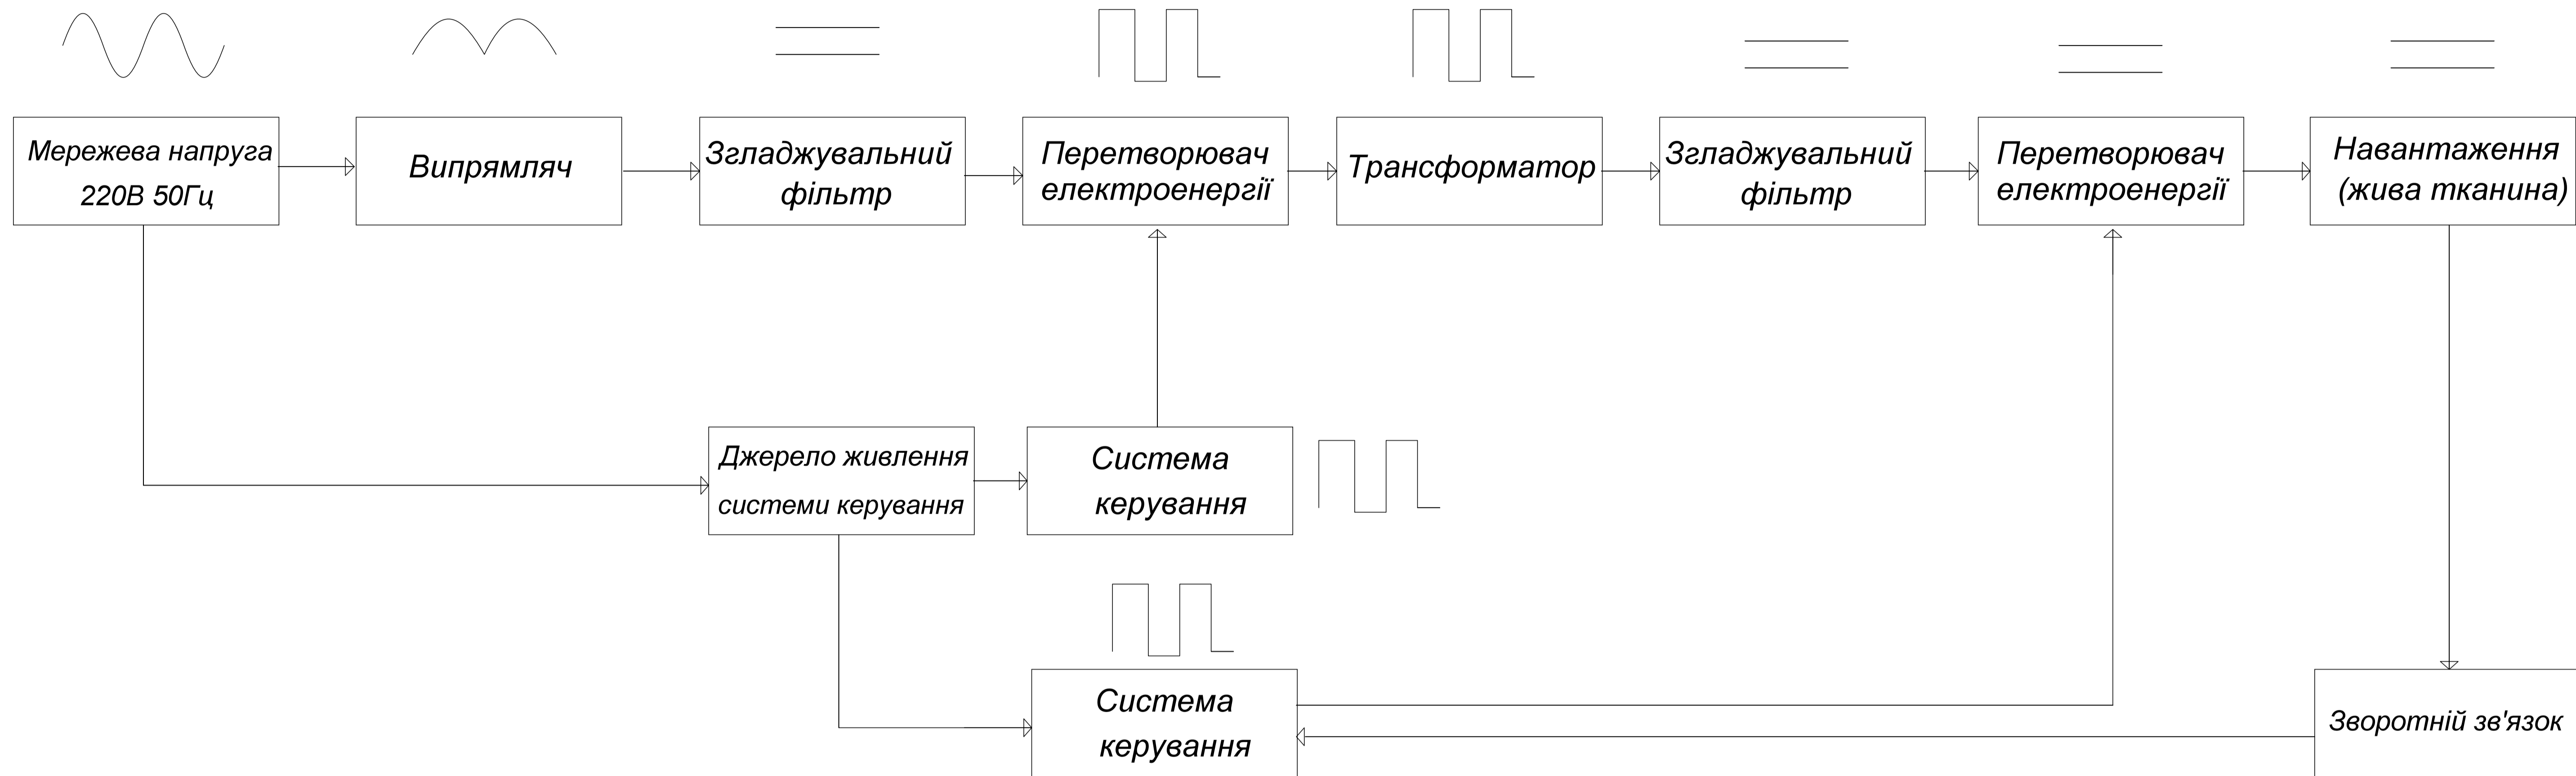 Мережева напруга
220В 50Гц
Випрямляч
Згладжувальний
фільтр
Перетворювач
електроенергії
Трансформатор
Згладжувальний
фільтр
Перетворювач
електроенергії
Навантаження
(жива тканина)
Джерело живлення
системи керування
Система
керування
Система
керування
Зворотній зв'язок